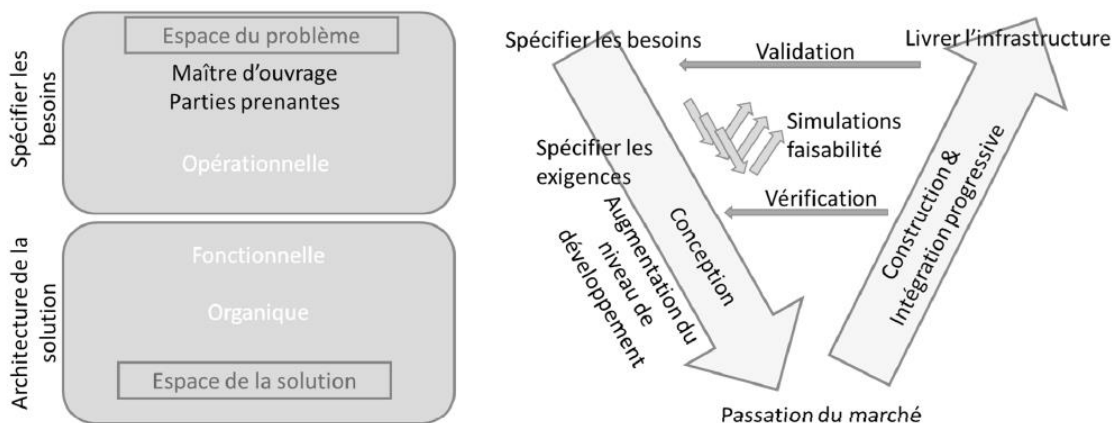 Spécifier les
besoins
Espace du problème
Maître d'ouvrage
Parties prenantes
Opérationnelle
Architecture de la
solution
Fonctionnelle
Organique
Espace de la solution
Spécifier les besoins
Validation
Livrer l'infrastructure
Simulations
faisabilité
Spécifier les
exigences
Vérification
Conception
Augmentation du
niveau de
développement
Construction &
Intégration progressive
Passation du marché